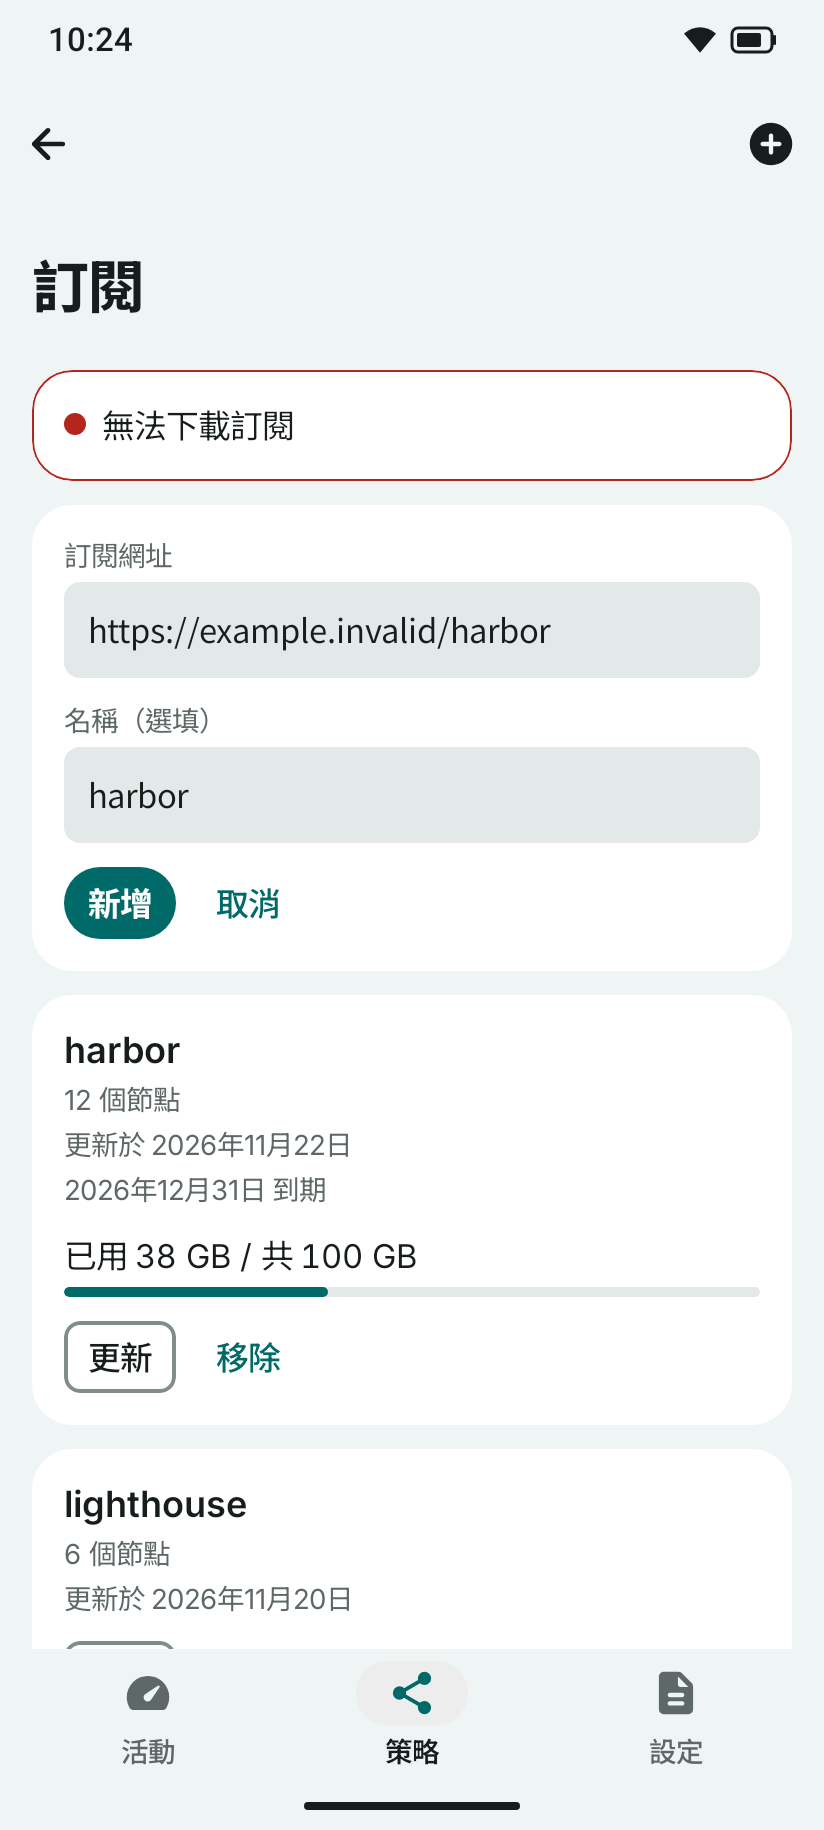 10:24
訂閱
無法下載訂閱
訂閱網址
https://example.invalid/harbor
名稱（選填）
harbor
新增
取消
harbor
12 個節點
更新於 2026年11月22日
2026年12月31日 到期
已用 38 GB / 共 100 GB
更新
移除
lighthouse
6 個節點
更新於 2026年11月20日
活動
策略
設定